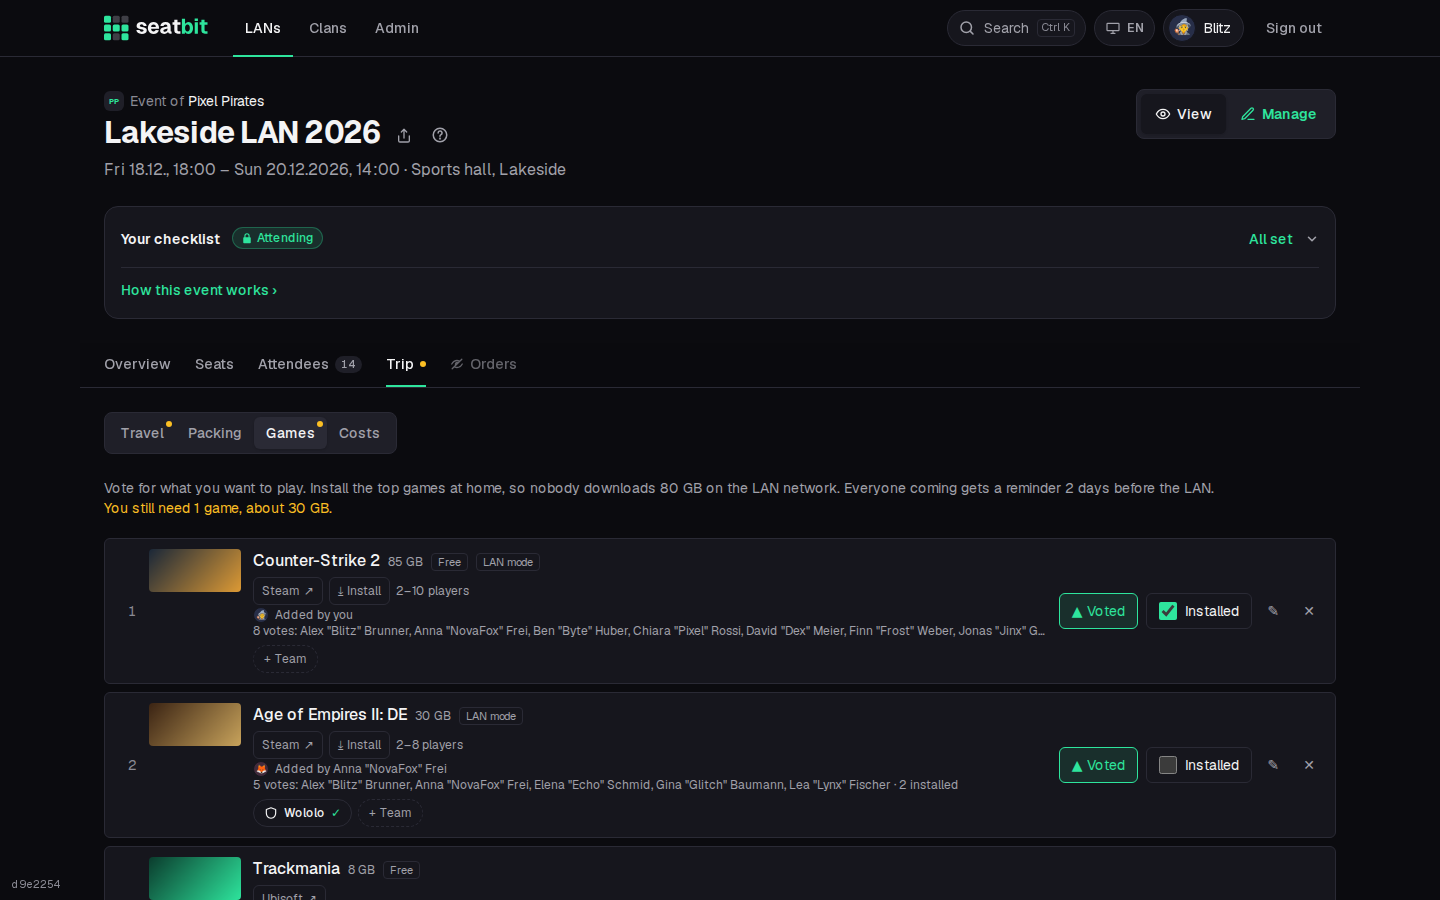 seatbit
LANs
Clans
Admin
Search
Ctrl K
EN
Blitz
Sign out
PP
Event of Pixel Pirates
Lakeside LAN 2026
View
Manage
Fri 18.12., 18:00 – Sun 20.12.2026, 14:00 · Sports hall, Lakeside
Your checklist
Attending
All set
How this event works ›
Overview
Seats
Attendees 14
Trip
Orders
Travel
Packing
Games
Costs
Vote for what you want to play. Install the top games at home, so nobody downloads 80 GB on the LAN network. Everyone coming gets a reminder 2 days before the LAN.
You still need 1 game, about 30 GB.
1
Counter-Strike 2 85 GB Free LAN mode
Steam ↗ ⤓ Install 2–10 players
Added by you
8 votes: Alex "Blitz" Brunner, Anna "NovaFox" Frei, Ben "Byte" Huber, Chiara "Pixel" Rossi, David "Dex" Meier, Finn "Frost" Weber, Jonas "Jinx" G…
+ Team
▲ Voted
Installed
✎ ✕
2
Age of Empires II: DE 30 GB LAN mode
Steam ↗ ⤓ Install 2–8 players
Added by Anna "NovaFox" Frei
5 votes: Alex "Blitz" Brunner, Anna "NovaFox" Frei, Elena "Echo" Schmid, Gina "Glitch" Baumann, Lea "Lynx" Fischer · 2 installed
Wololo ✓ + Team
▲ Voted
Installed
✎ ✕
Trackmania 8 GB Free
Ubisoft ↗
d9e2254